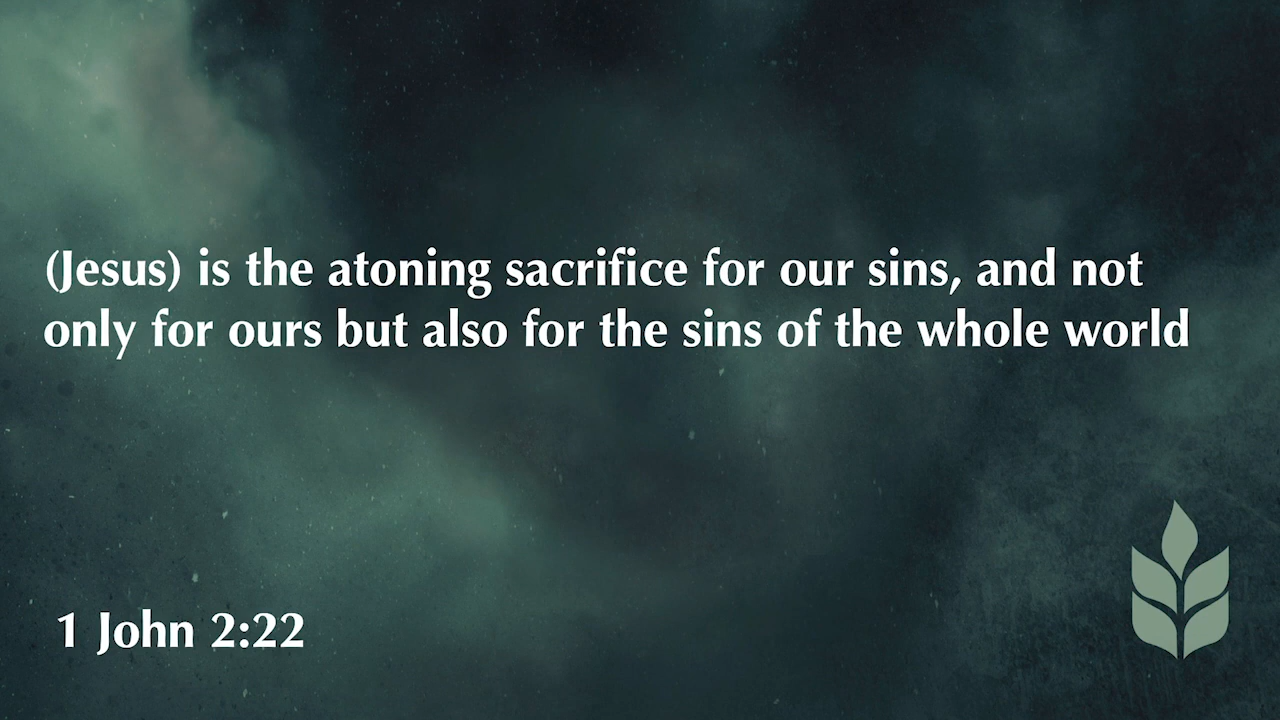 (Jesus) is the atoning sacrifice for our sins, and not
only for ours but also for the sins of the whole world
1 John 2:22